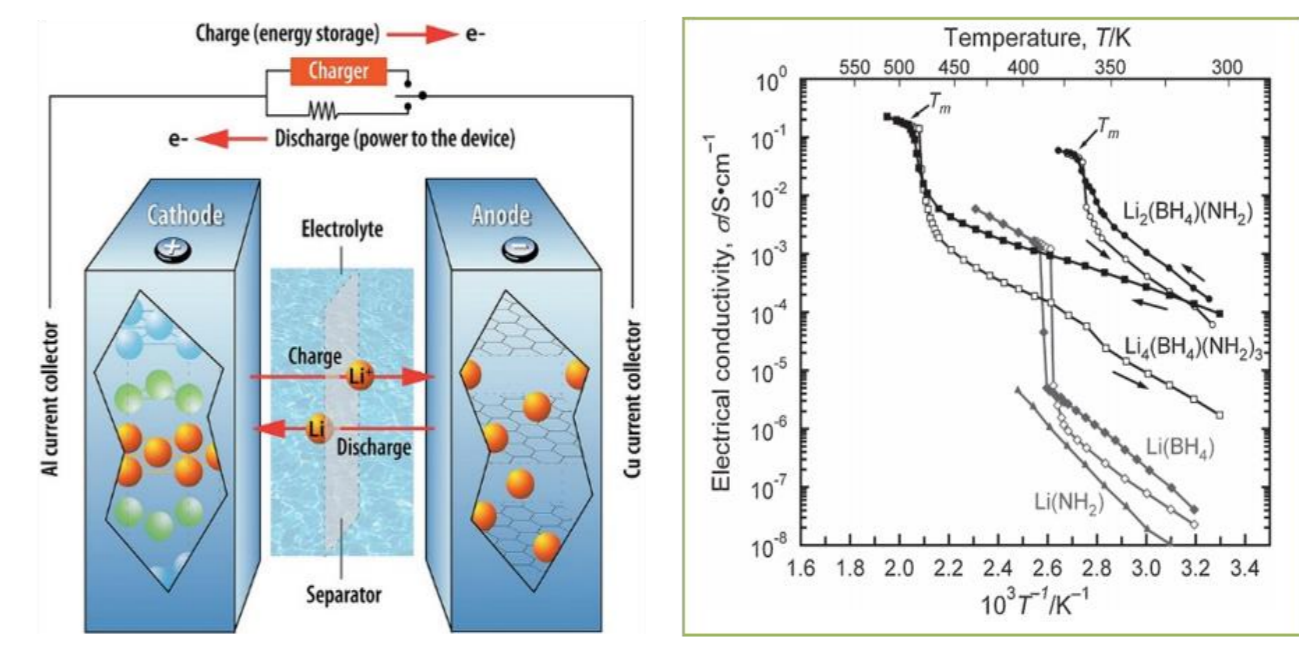 Charge (energy storage) e-
Charger
e- Discharge (power to the device)
Al current collector
Cathode
+
Electrolyte
Anode
−
Charge
Li+
Li
Discharge
Separator
Cu current collector
Temperature, T/K
550 500 450 400 350 300
Electrical conductivity, σ/S•cm−1
10^0
10^-1
10^-2
10^-3
10^-4
10^-5
10^-6
10^-7
10^-8
Tm
Tm
Li2(BH4)(NH2)
Li4(BH4)(NH2)3
Li(BH4)
Li(NH2)
1.6 1.8 2.0 2.2 2.4 2.6 2.8 3.0 3.2 3.4
10^3T^-1/K^-1